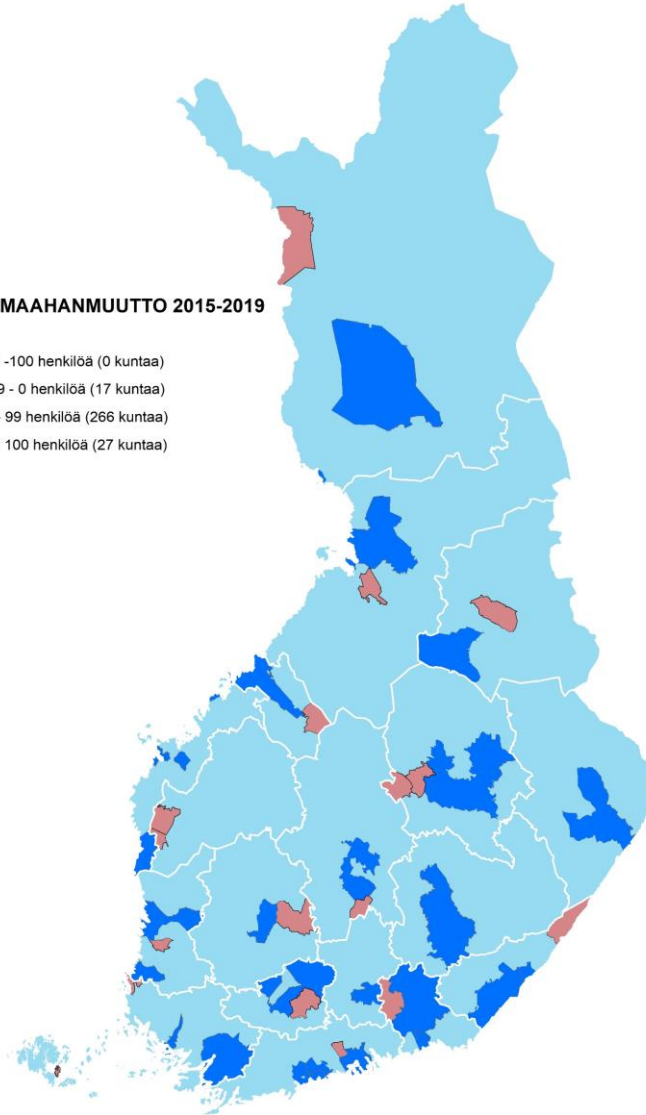 MAAHANMUUTTO 2015-2019
-100 henkilöä (0 kuntaa)
9 - 0 henkilöä (17 kuntaa)
99 henkilöä (266 kuntaa)
100 henkilöä (27 kuntaa)